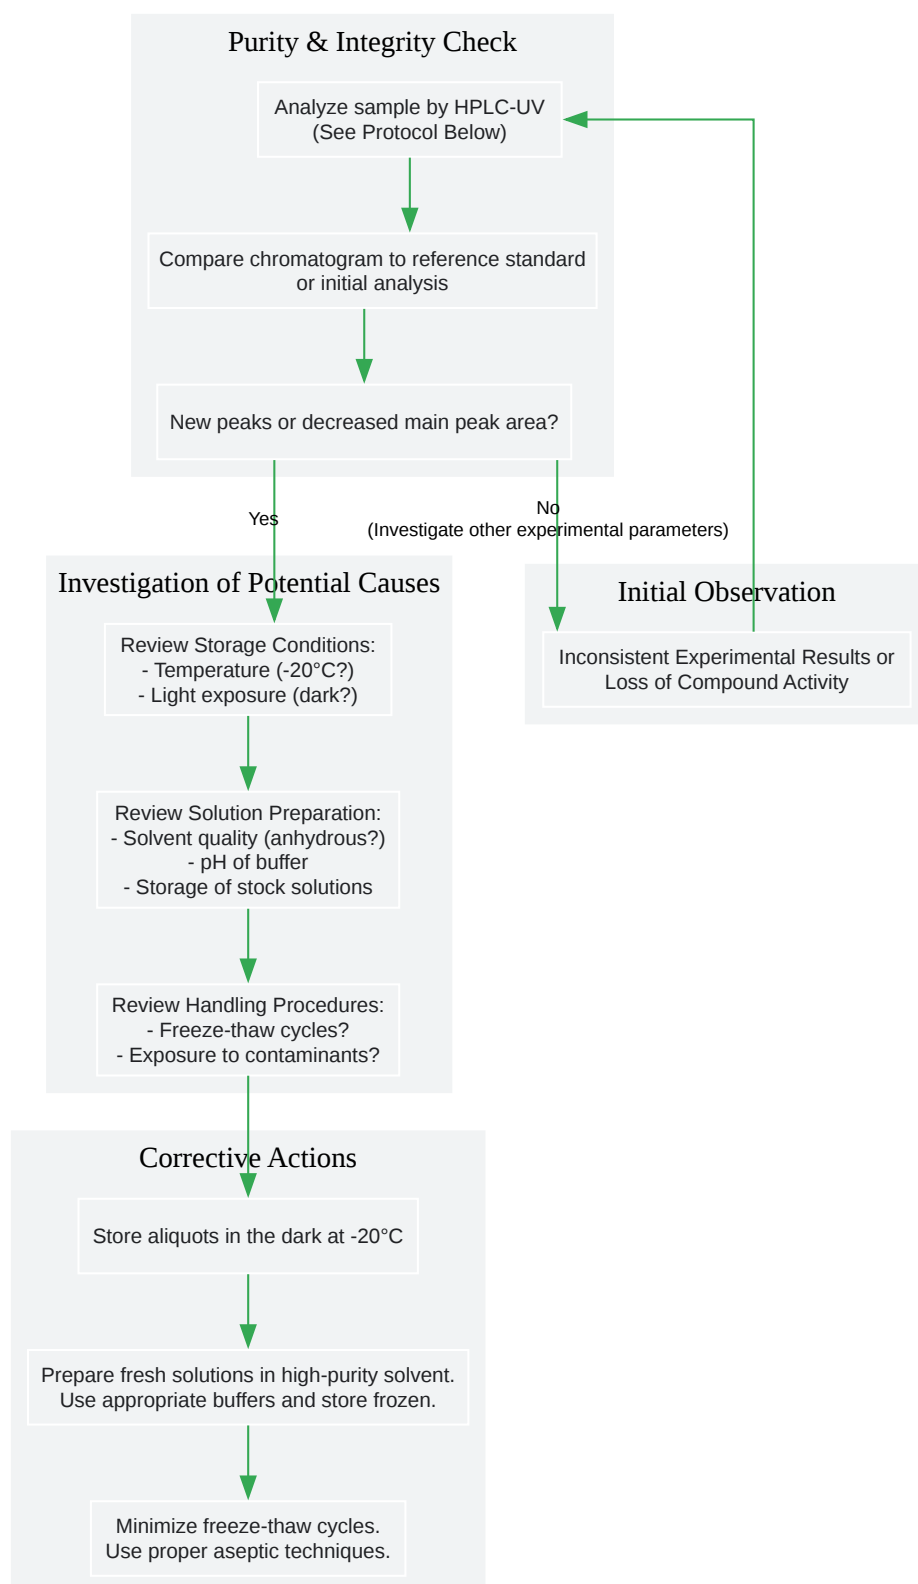 Purity & Integrity Check
Analyze sample by HPLC-UV
(See Protocol Below)
Compare chromatogram to reference standard
or initial analysis
New peaks or decreased main peak area?
Yes
No
(Investigate other experimental parameters)
Investigation of Potential Causes
Review Storage Conditions:
- Temperature (-20°C?)
- Light exposure (dark?)
Review Solution Preparation:
- Solvent quality (anhydrous?)
- pH of buffer
- Storage of stock solutions
Review Handling Procedures:
- Freeze-thaw cycles?
- Exposure to contaminants?
Initial Observation
Inconsistent Experimental Results or
Loss of Compound Activity
Corrective Actions
Store aliquots in the dark at -20°C
Prepare fresh solutions in high-purity solvent.
Use appropriate buffers and store frozen.
Minimize freeze-thaw cycles.
Use proper aseptic techniques.